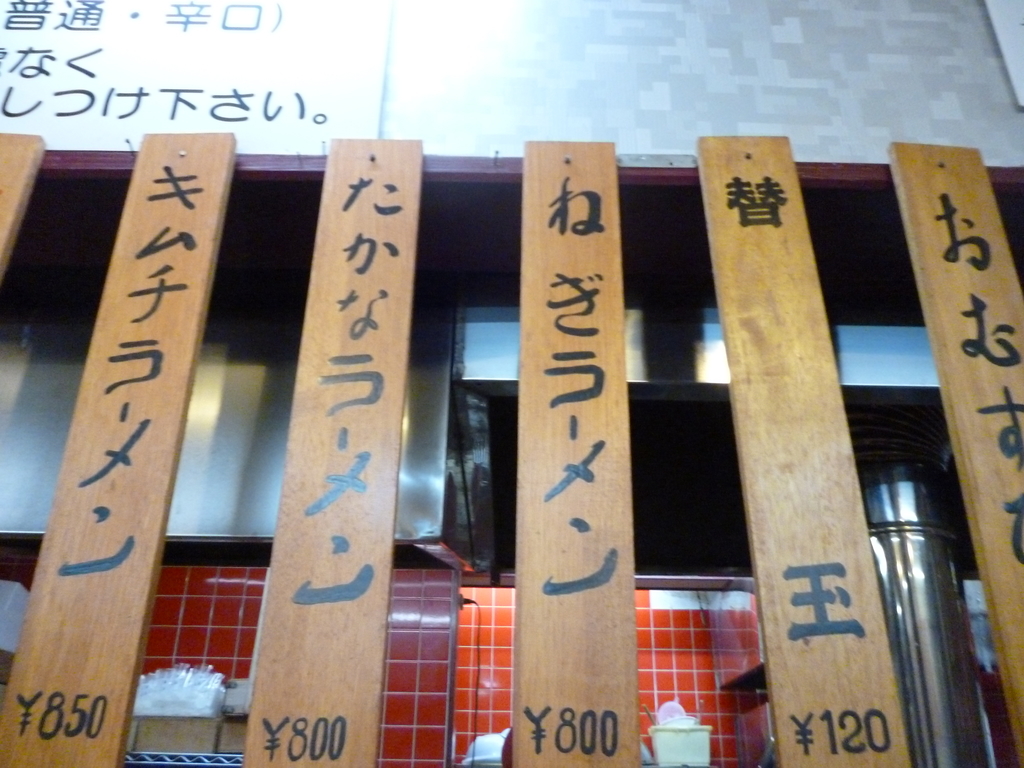 普通・辛口)
なく
しつけ下さい。
キムチラーメン
¥850
たかなラーメン
¥800
ねぎラーメン
¥800
替玉
¥120
おむすび